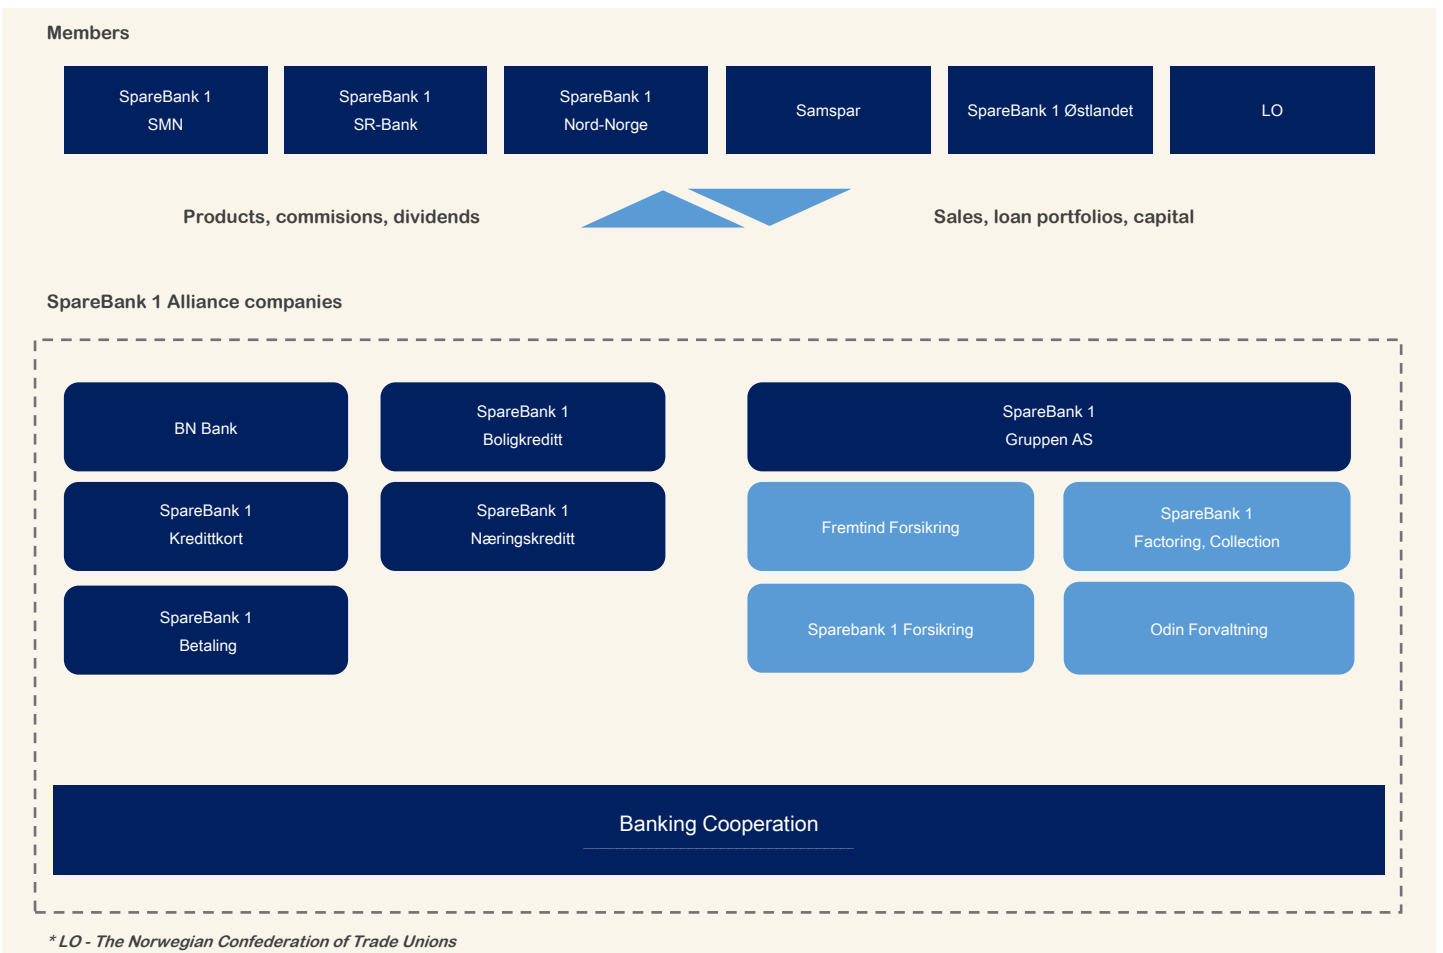 Members
SpareBank 1
SMN
SpareBank 1
SR-Bank
SpareBank 1
Nord-Norge
Samspar
SpareBank 1 Østlandet
LO
Products, commisions, dividends
Sales, loan portfolios, capital
SpareBank 1 Alliance companies
BN Bank
SpareBank 1
Boligkreditt
SpareBank 1
Gruppen AS
SpareBank 1
Kredittkort
SpareBank 1
Næringskreditt
Fremtind Forsikring
SpareBank 1
Factoring, Collection
SpareBank 1
Betaling
Sparebank 1 Forsikring
Odin Forvaltning
Banking Cooperation
* LO - The Norwegian Confederation of Trade Unions